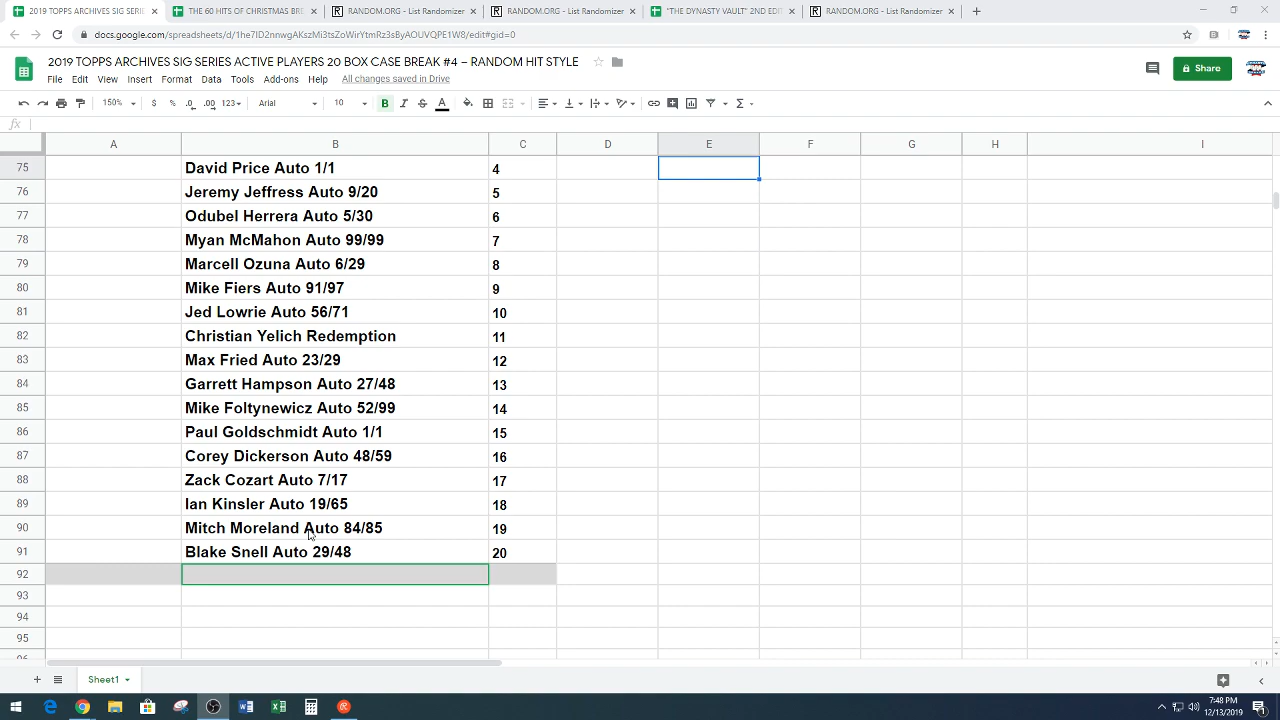 2019 TOPPS ARCHIVES SIG SERIE
THE 60 HITS OF CHRISTMAS BRE
RANDOM.ORG - List Randomizer
RANDOM.ORG - List Randomizer
"THE DYNASTY VAULT" 2ND EDIT
RANDOM.ORG - List Randomizer
docs.google.com/spreadsheets/d/1he7ID2nnwgAKszMi3tsZoWirYtmRz3sByAOUVQPE1W8/edit#gid=0
2019 TOPPS ARCHIVES SIG SERIES ACTIVE PLAYERS 20 BOX CASE BREAK #4 – RANDOM HIT STYLE
Share
File Edit View Insert Format Data Tools Add-ons Help All changes saved in Drive
150% $ % .0 .00 123 Arial 10 B I S A
fx
A B C D E F G H I
75 David Price Auto 1/1 4
76 Jeremy Jeffress Auto 9/20 5
77 Odubel Herrera Auto 5/30 6
78 Myan McMahon Auto 99/99 7
79 Marcell Ozuna Auto 6/29 8
80 Mike Fiers Auto 91/97 9
81 Jed Lowrie Auto 56/71 10
82 Christian Yelich Redemption 11
83 Max Fried Auto 23/29 12
84 Garrett Hampson Auto 27/48 13
85 Mike Foltynewicz Auto 52/99 14
86 Paul Goldschmidt Auto 1/1 15
87 Corey Dickerson Auto 48/59 16
88 Zack Cozart Auto 7/17 17
89 Ian Kinsler Auto 19/65 18
90 Mitch Moreland Auto 84/85 19
91 Blake Snell Auto 29/48 20
92
93
94
95
Sheet1
7:48 PM
12/13/2019